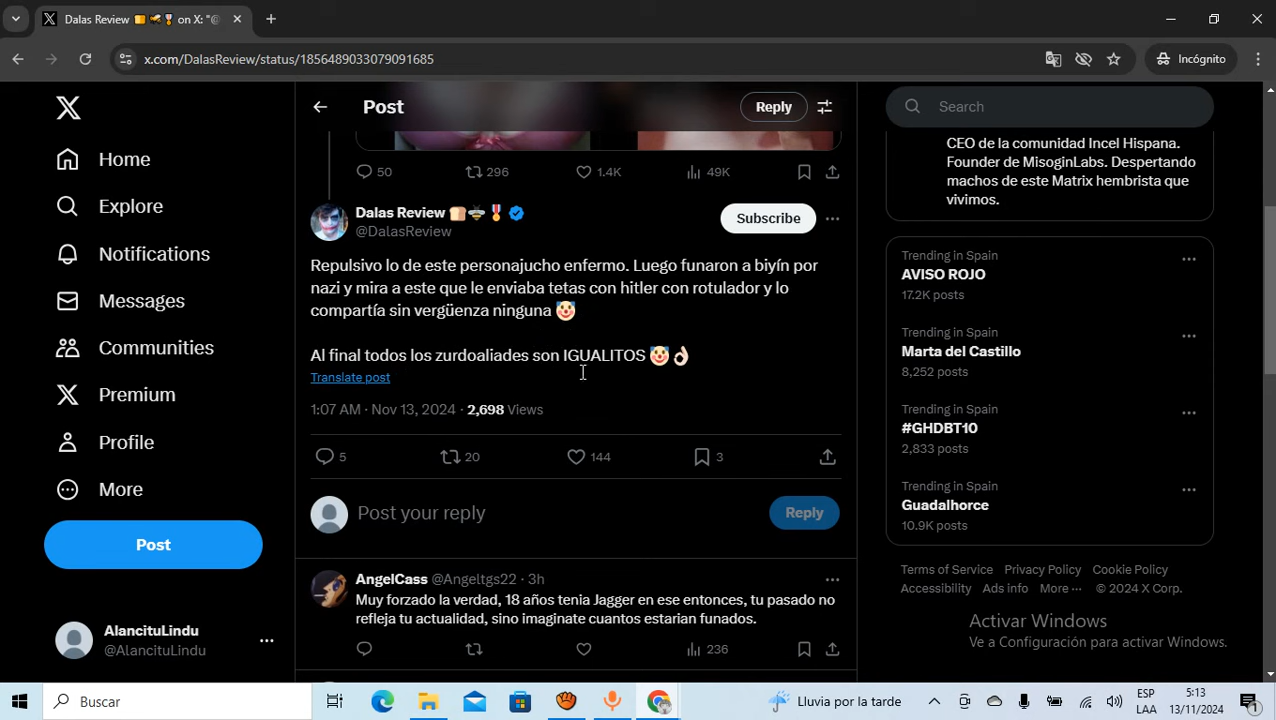 Dalas Review on X: "@
x.com/DalasReview/status/1856489033079091685
Incógnito
Home
Explore
Notifications
Messages
Communities
Premium
Profile
More
Post
AlancituLindu
@AlancituLindu
Post
Reply
50
296
1.4K
49K
Dalas Review
@DalasReview
Subscribe
Repulsivo lo de este personajucho enfermo. Luego funaron a biyín por
nazi y mira a este que le enviaba tetas con hitler con rotulador y lo
compartía sin vergüenza ninguna 🤡
Al final todos los zurdoaliades son IGUALITOS 🤡👌🏻
Translate post
1:07 AM · Nov 13, 2024 · 2,698 Views
5
20
144
3
Post your reply
Reply
AngelCass @Angeltgs22 · 3h
Muy forzado la verdad, 18 años tenia Jagger en ese entonces, tu pasado no
refleja tu actualidad, sino imaginate cuantos estarian funados.
236
Search
CEO de la comunidad Incel Hispana.
Founder de MisoginLabs. Despertando
machos de este Matrix hembrista que
vivimos.
Trending in Spain
AVISO ROJO
17.2K posts
Trending in Spain
Marta del Castillo
8,252 posts
Trending in Spain
#GHDBT10
2,833 posts
Trending in Spain
Guadalhorce
10.9K posts
Terms of Service Privacy Policy Cookie Policy
Accessibility Ads info More ··· © 2024 X Corp.
Activar Windows
Ve a Configuración para activar Windows.
Buscar
Lluvia por la tarde
ESP
LAA
5:13
13/11/2024
1